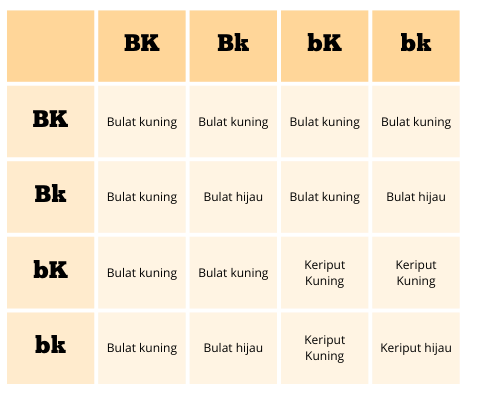 BK Bk bK bk
BK Bulat kuning Bulat kuning Bulat kuning Bulat kuning
Bk Bulat kuning Bulat hijau Bulat kuning Bulat hijau
bK Bulat kuning Bulat kuning Keriput Kuning Keriput Kuning
bk Bulat kuning Bulat hijau Keriput Kuning Keriput hijau